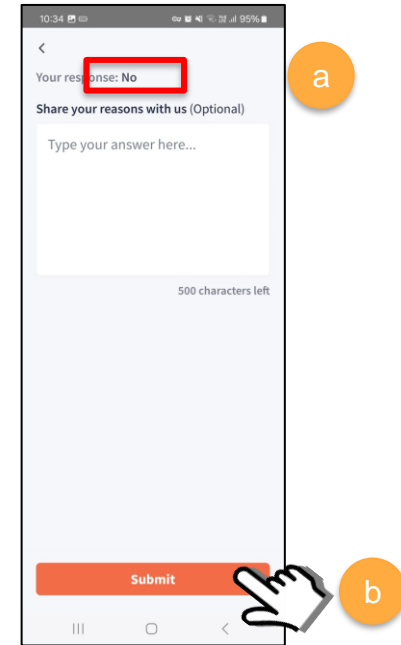 10:34 95%
Your response: No
a
Share your reasons with us (Optional)
Type your answer here...
500 characters left
Submit
b